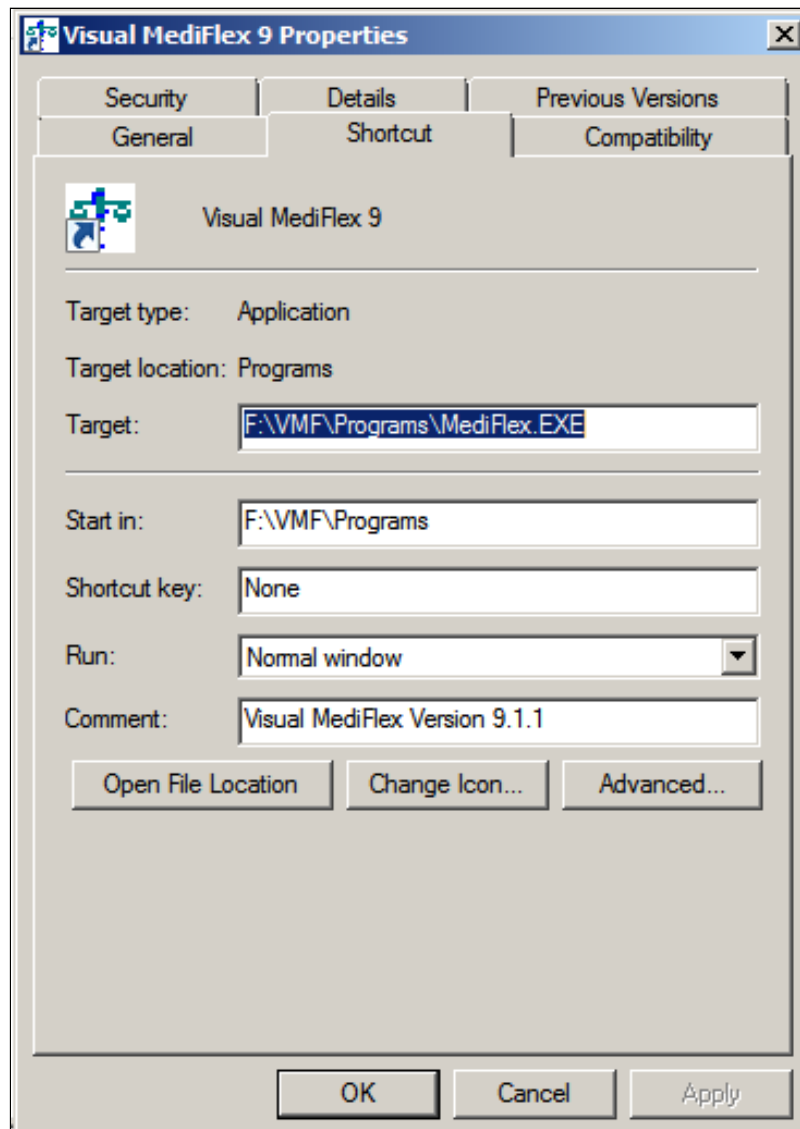 Visual MediFlex 9 Properties
Security Details Previous Versions
General Shortcut Compatibility
Visual MediFlex 9
Target type: Application
Target location: Programs
Target: F:\VMF\Programs\MediFlex.EXE
Start in: F:\VMF\Programs
Shortcut key: None
Run: Normal window
Comment: Visual MediFlex Version 9.1.1
Open File Location Change Icon... Advanced...
OK Cancel Apply